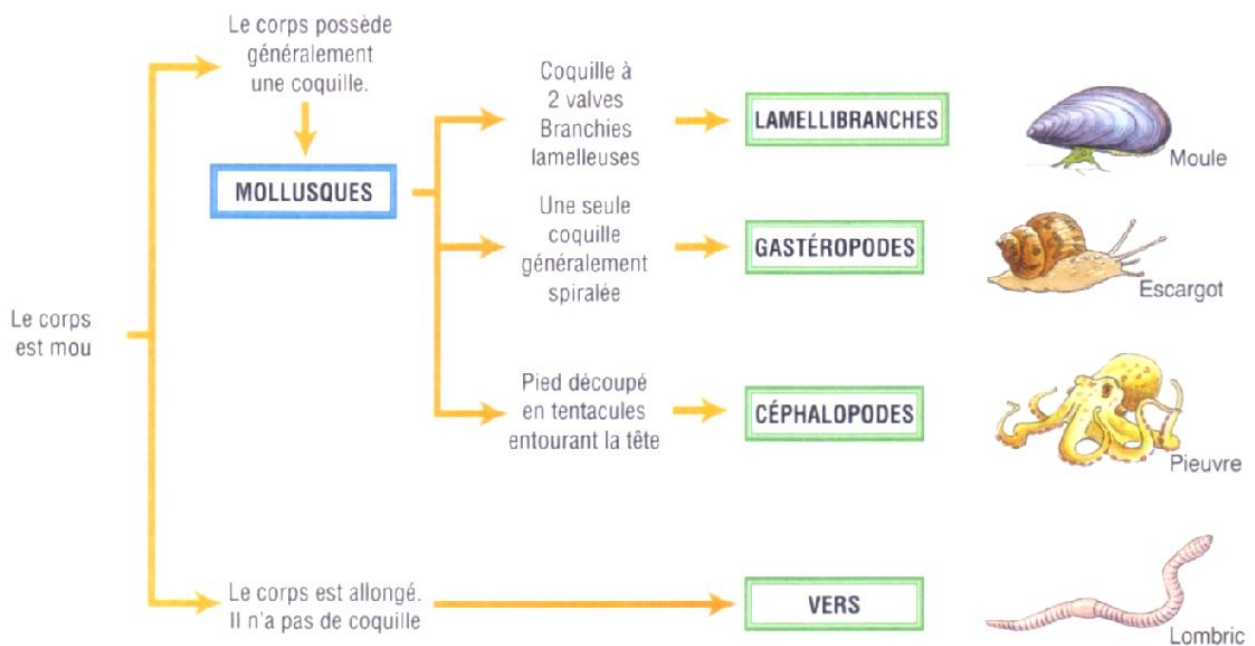 Le corps possède
généralement
une coquille.
MOLLUSQUES
Coquille à
2 valves
Branchies
lamelleuses
LAMELLIBRANCHES
Moule
Une seule
coquille
généralement
spiralée
GASTÉROPODES
Escargot
Le corps
est mou
Pied découpé
en tentacules
entourant la tête
CÉPHALOPODES
Pieuvre
Le corps est allongé.
Il n'a pas de coquille
VERS
Lombric